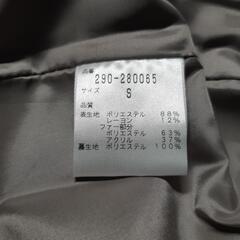 品番
290-280065
サイズ
S
品質
表生地 ポリエステル 88%
レーヨン 12%
ファー部分
ポリエステル 63%
アクリル 37%
裏生地 ポリエステル 100%